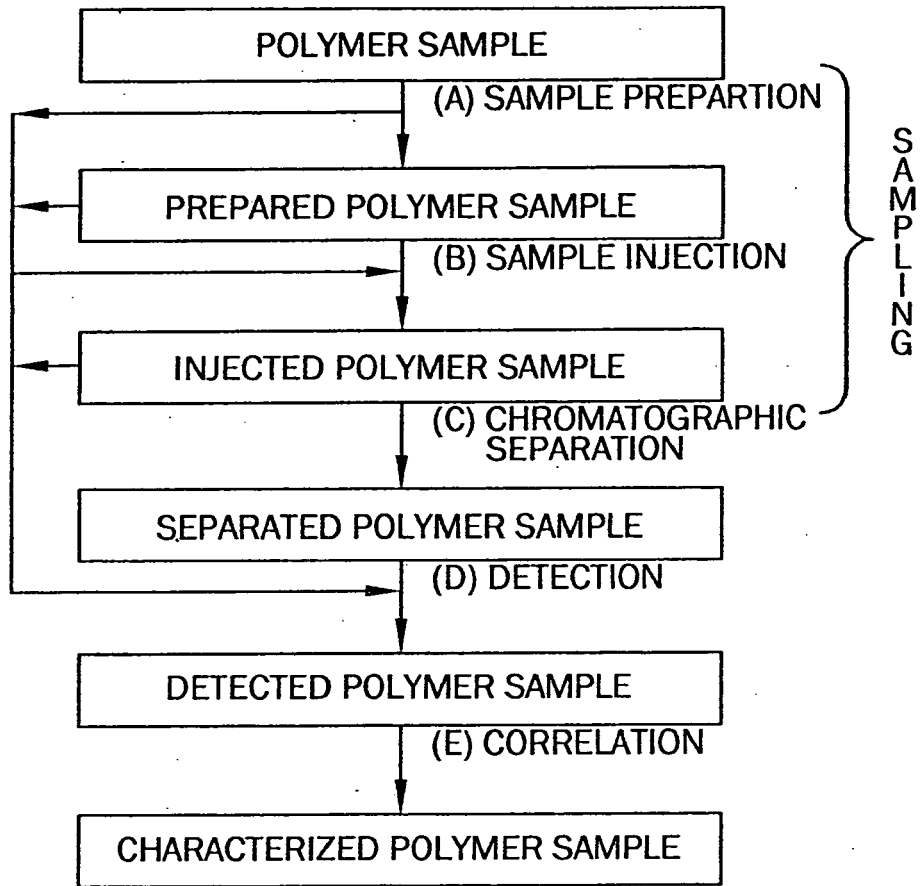 POLYMER SAMPLE
(A) SAMPLE PREPARTION
PREPARED POLYMER SAMPLE
(B) SAMPLE INJECTION
INJECTED POLYMER SAMPLE
(C) CHROMATOGRAPHIC
SEPARATION
SEPARATED POLYMER SAMPLE
(D) DETECTION
DETECTED POLYMER SAMPLE
(E) CORRELATION
CHARACTERIZED POLYMER SAMPLE
SAMPLING